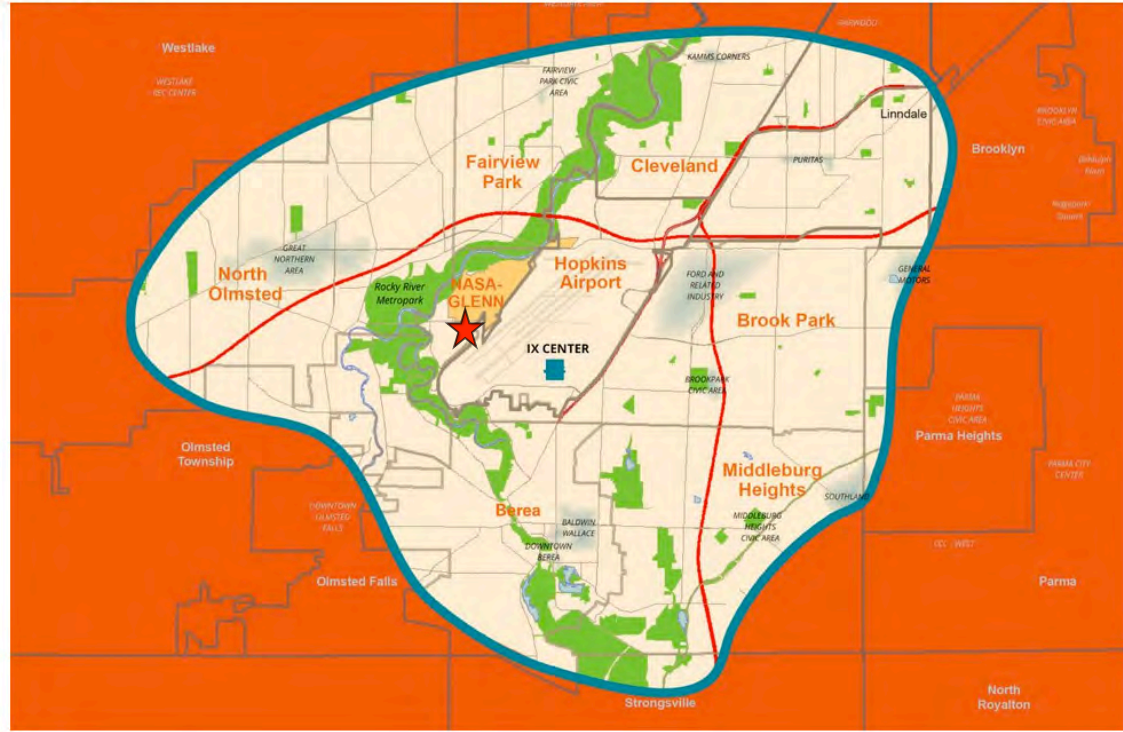 Westlake
WESTLAKE
REC CENTER
FAIRVIEW
PARK CIVIC
AREA
KAMMS CORNERS
Linndale
BROOKLYN
CIVIC AREA
Brooklyn
Fairview
Park
Cleveland
PURITAS
GREAT
NORTHERN
AREA
North
Olmsted
Rocky River
Metropark
NASA-
GLENN
Hopkins
Airport
FORD AND
RELATED
INDUSTRY
GENERAL
MOTORS
Brook Park
IX CENTER
BROOKPARK
CIVIC AREA
PARMA
HEIGHTS
CIVIC AREA
Parma Heights
PARMA CITY
CENTER
Olmsted
Township
Middleburg
Heights
SOUTHLAND
DOWNTOWN
OLMSTED
FALLS
Berea
BALDWIN
WALLACE
MIDDLEBURG
HEIGHTS
CIVIC AREA
DOWNTOWN
BEREA
CCC - WEST
Olmsted Falls
Parma
Strongsville
North
Royalton